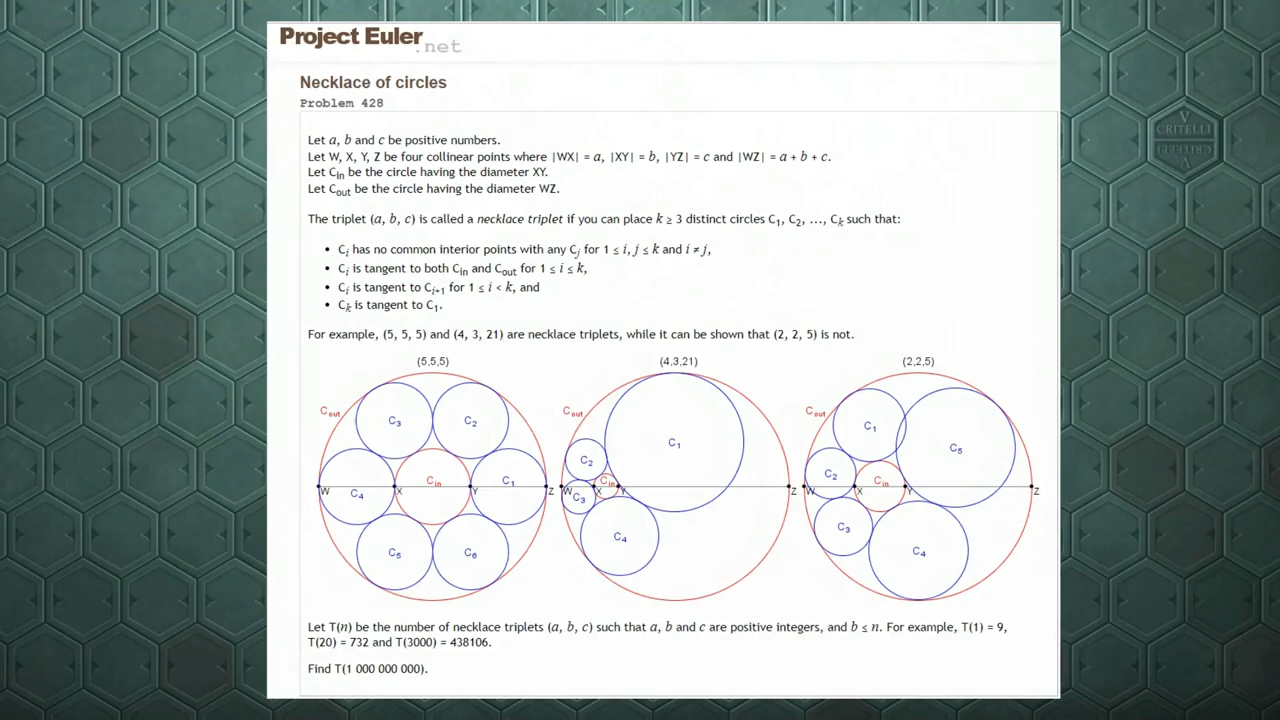 Project Euler
.net
Necklace of circles
Problem 428
Let a, b and c be positive numbers.
Let W, X, Y, Z be four collinear points where |WX| = a, |XY| = b, |YZ| = c and |WZ| = a + b + c.
Let Cin be the circle having the diameter XY.
Let Cout be the circle having the diameter WZ.
The triplet (a, b, c) is called a necklace triplet if you can place k ≥ 3 distinct circles C1, C2, ..., Ck such that:
• Ci has no common interior points with any Cj for 1 ≤ i, j ≤ k and i ≠ j,
• Ci is tangent to both Cin and Cout for 1 ≤ i ≤ k,
• Ci is tangent to Ci+1 for 1 ≤ i < k, and
• Ck is tangent to C1.
For example, (5, 5, 5) and (4, 3, 21) are necklace triplets, while it can be shown that (2, 2, 5) is not.
(5,5,5) (4,3,21) (2,2,5)
Cout C3 C2 Cin W C4 X Y C1 Z C5 C6
Cout C1 C2 Cin W C3 X Y Z C4
Cout C1 C5 C2 Cin W X Y Z C3 C4
Let T(n) be the number of necklace triplets (a, b, c) such that a, b and c are positive integers, and b ≤ n. For example, T(1) = 9,
T(20) = 732 and T(3000) = 438106.
Find T(1 000 000 000).
V
CRITELLI